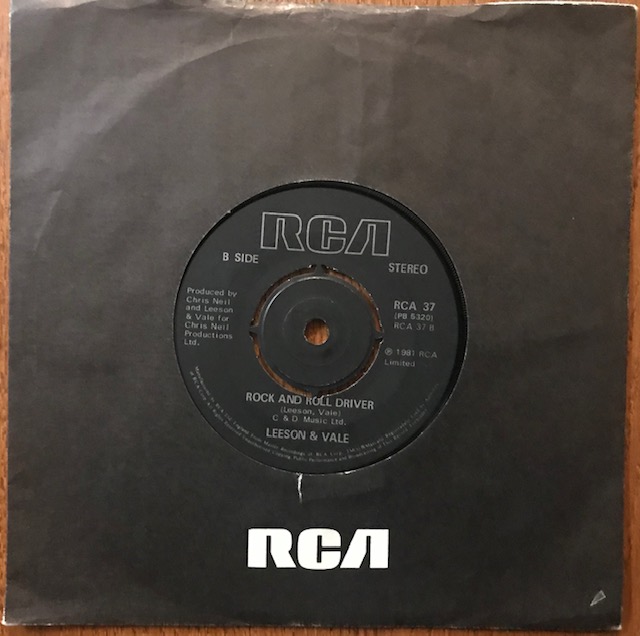 RCA
B SIDE
STEREO
Produced by
Chris Neil
and Leeson
& Vale for
Chris Neil
Productions
Ltd.
RCA 37
(PB 5320)
RCA 37 B
℗ 1981 RCA
Limited
ROCK AND ROLL DRIVER
(Leeson, Vale)
C & D Music Ltd.
LEESON & VALE
RCA